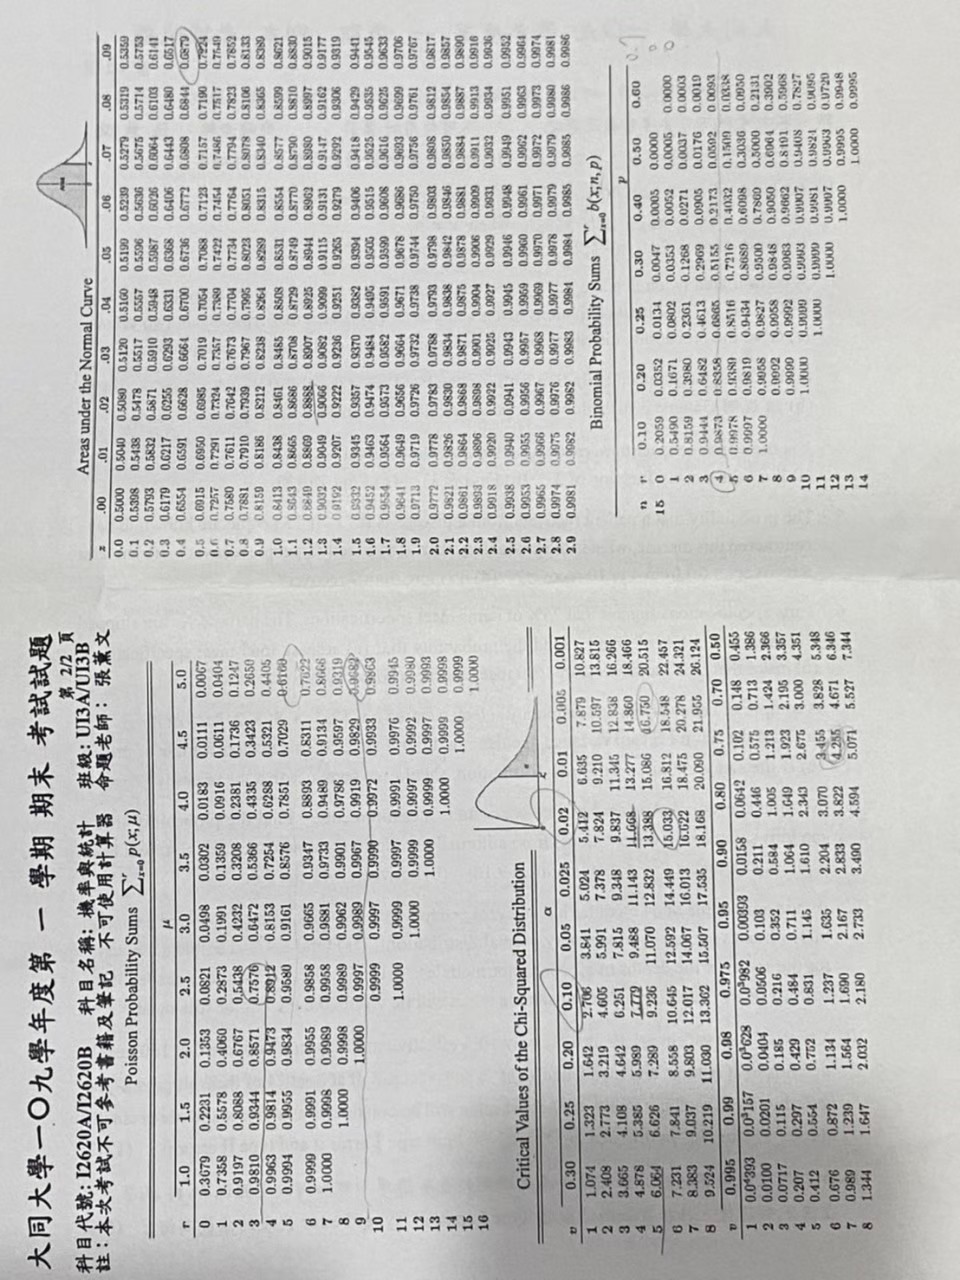 大同大學一〇九學年度第 一 學期 期末 考試試題
第 2/2 頁
科目代號: I2620A/I2620B 科目名稱: 機率與統計 班級: UI3A/UI3B
註:本次考試不可參考書籍及筆記 不可使用計算器 命題老師: 張薰文
Poisson Probability Sums ∑ʳₓ₌₀ p(x; μ)
μ
r 1.0 1.5 2.0 2.5 3.0 3.5 4.0 4.5 5.0
0 0.3679 0.2231 0.1353 0.0821 0.0498 0.0302 0.0183 0.0111 0.0067
1 0.7358 0.5578 0.4060 0.2873 0.1991 0.1359 0.0916 0.0611 0.0404
2 0.9197 0.8088 0.6767 0.5438 0.4232 0.3208 0.2381 0.1736 0.1247
3 0.9810 0.9344 0.8571 0.7576 0.6472 0.5366 0.4335 0.3423 0.2650
4 0.9963 0.9814 0.9473 0.8912 0.8153 0.7254 0.6288 0.5321 0.4405
5 0.9994 0.9955 0.9834 0.9580 0.9161 0.8576 0.7851 0.7029 0.6160
6 0.9999 0.9991 0.9955 0.9858 0.9665 0.9347 0.8893 0.8311 0.7622
7 1.0000 0.9998 0.9989 0.9958 0.9881 0.9733 0.9489 0.9134 0.8666
8 1.0000 0.9998 0.9989 0.9962 0.9901 0.9786 0.9597 0.9319
9 1.0000 0.9997 0.9989 0.9967 0.9919 0.9829 0.9682
10 0.9999 0.9997 0.9990 0.9972 0.9933 0.9863
11 1.0000 0.9999 0.9997 0.9991 0.9976 0.9945
12 1.0000 0.9999 0.9997 0.9992 0.9980
13 1.0000 0.9999 0.9997 0.9993
14 1.0000 0.9999 0.9998
15 1.0000 0.9999
16 1.0000
Critical Values of the Chi-Squared Distribution
α
v 0.30 0.25 0.20 0.10 0.05 0.025 0.02 0.01 0.005 0.001
1 1.074 1.323 1.642 2.706 3.841 5.024 5.412 6.635 7.879 10.827
2 2.408 2.773 3.219 4.605 5.991 7.378 7.824 9.210 10.597 13.815
3 3.665 4.108 4.642 6.251 7.815 9.348 9.837 11.345 12.838 16.266
4 4.878 5.385 5.989 7.779 9.488 11.143 11.668 13.277 14.860 18.466
5 6.064 6.626 7.289 9.236 11.070 12.832 13.388 15.086 16.750 20.515
6 7.231 7.841 8.558 10.645 12.592 14.449 15.033 16.812 18.548 22.457
7 8.383 9.037 9.803 12.017 14.067 16.013 16.622 18.475 20.278 24.321
8 9.524 10.219 11.030 13.362 15.507 17.535 18.168 20.090 21.955 26.124
v 0.995 0.99 0.98 0.975 0.95 0.90 0.80 0.75 0.70 0.50
1 0.0⁴393 0.0³157 0.0³628 0.0³982 0.00393 0.0158 0.0642 0.102 0.148 0.455
2 0.0100 0.0201 0.0404 0.0506 0.103 0.211 0.446 0.575 0.713 1.386
3 0.0717 0.115 0.185 0.216 0.352 0.584 1.005 1.213 1.424 2.366
4 0.207 0.297 0.429 0.484 0.711 1.064 1.649 1.923 2.195 3.357
5 0.412 0.554 0.752 0.831 1.145 1.610 2.343 2.675 3.000 4.351
6 0.676 0.872 1.134 1.237 1.635 2.204 3.070 3.455 3.828 5.348
7 0.989 1.239 1.564 1.690 2.167 2.833 3.822 4.255 4.671 6.346
8 1.344 1.647 2.032 2.180 2.733 3.490 4.594 5.071 5.527 7.344
Areas under the Normal Curve
z .00 .01 .02 .03 .04 .05 .06 .07 .08 .09
0.0 0.5000 0.5040 0.5080 0.5120 0.5160 0.5199 0.5239 0.5279 0.5319 0.5359
0.1 0.5398 0.5438 0.5478 0.5517 0.5557 0.5596 0.5636 0.5675 0.5714 0.5753
0.2 0.5793 0.5832 0.5871 0.5910 0.5948 0.5987 0.6026 0.6064 0.6103 0.6141
0.3 0.6179 0.6217 0.6255 0.6293 0.6331 0.6368 0.6406 0.6443 0.6480 0.6517
0.4 0.6554 0.6591 0.6628 0.6664 0.6700 0.6736 0.6772 0.6808 0.6844 0.6879
0.5 0.6915 0.6950 0.6985 0.7019 0.7054 0.7088 0.7123 0.7157 0.7190 0.7224
0.6 0.7257 0.7291 0.7324 0.7357 0.7389 0.7422 0.7454 0.7486 0.7517 0.7549
0.7 0.7580 0.7611 0.7642 0.7673 0.7704 0.7734 0.7764 0.7794 0.7823 0.7852
0.8 0.7881 0.7910 0.7939 0.7967 0.7995 0.8023 0.8051 0.8078 0.8106 0.8133
0.9 0.8159 0.8186 0.8212 0.8238 0.8264 0.8289 0.8315 0.8340 0.8365 0.8389
1.0 0.8413 0.8438 0.8461 0.8485 0.8508 0.8531 0.8554 0.8577 0.8599 0.8621
1.1 0.8643 0.8665 0.8686 0.8708 0.8729 0.8749 0.8770 0.8790 0.8810 0.8830
1.2 0.8849 0.8869 0.8888 0.8907 0.8925 0.8944 0.8962 0.8980 0.8997 0.9015
1.3 0.9032 0.9049 0.9066 0.9082 0.9099 0.9115 0.9131 0.9147 0.9162 0.9177
1.4 0.9192 0.9207 0.9222 0.9236 0.9251 0.9265 0.9279 0.9292 0.9306 0.9319
1.5 0.9332 0.9345 0.9357 0.9370 0.9382 0.9394 0.9406 0.9418 0.9429 0.9441
1.6 0.9452 0.9463 0.9474 0.9484 0.9495 0.9505 0.9515 0.9525 0.9535 0.9545
1.7 0.9554 0.9564 0.9573 0.9582 0.9591 0.9599 0.9608 0.9616 0.9625 0.9633
1.8 0.9641 0.9649 0.9656 0.9664 0.9671 0.9678 0.9686 0.9693 0.9699 0.9706
1.9 0.9713 0.9719 0.9726 0.9732 0.9738 0.9744 0.9750 0.9756 0.9761 0.9767
2.0 0.9772 0.9778 0.9783 0.9788 0.9793 0.9798 0.9803 0.9808 0.9812 0.9817
2.1 0.9821 0.9826 0.9830 0.9834 0.9838 0.9842 0.9846 0.9850 0.9854 0.9857
2.2 0.9861 0.9864 0.9868 0.9871 0.9875 0.9878 0.9881 0.9884 0.9887 0.9890
2.3 0.9893 0.9896 0.9898 0.9901 0.9904 0.9906 0.9909 0.9911 0.9913 0.9916
2.4 0.9918 0.9920 0.9922 0.9925 0.9927 0.9929 0.9931 0.9932 0.9934 0.9936
2.5 0.9938 0.9940 0.9941 0.9943 0.9945 0.9946 0.9948 0.9949 0.9951 0.9952
2.6 0.9953 0.9955 0.9956 0.9957 0.9959 0.9960 0.9961 0.9962 0.9963 0.9964
2.7 0.9965 0.9966 0.9967 0.9968 0.9969 0.9970 0.9971 0.9972 0.9973 0.9974
2.8 0.9974 0.9975 0.9976 0.9977 0.9977 0.9978 0.9979 0.9979 0.9980 0.9981
2.9 0.9981 0.9982 0.9982 0.9983 0.9984 0.9984 0.9985 0.9985 0.9986 0.9986
Binomial Probability Sums ∑ʳₓ₌₀ b(x; n, p)
p
n r 0.10 0.20 0.25 0.30 0.40 0.50 0.60
15 0 0.2059 0.0352 0.0134 0.0047 0.0005 0.0000
1 0.5490 0.1671 0.0802 0.0353 0.0052 0.0005 0.0000
2 0.8159 0.3980 0.2361 0.1268 0.0271 0.0037 0.0003
3 0.9444 0.6482 0.4613 0.2969 0.0905 0.0176 0.0019
4 0.9873 0.8358 0.6865 0.5155 0.2173 0.0592 0.0093
5 0.9978 0.9389 0.8516 0.7216 0.4032 0.1509 0.0338
6 0.9997 0.9819 0.9434 0.8689 0.6098 0.3036 0.0950
7 1.0000 0.9958 0.9827 0.9500 0.7869 0.5000 0.2131
8 0.9992 0.9958 0.9848 0.9050 0.6964 0.3902
9 0.9999 0.9992 0.9963 0.9662 0.8491 0.5968
10 1.0000 0.9999 0.9993 0.9907 0.9408 0.7827
11 1.0000 0.9999 0.9981 0.9824 0.9095
12 1.0000 0.9997 0.9963 0.9729
13 1.0000 0.9995 0.9948
14 1.0000 0.9995